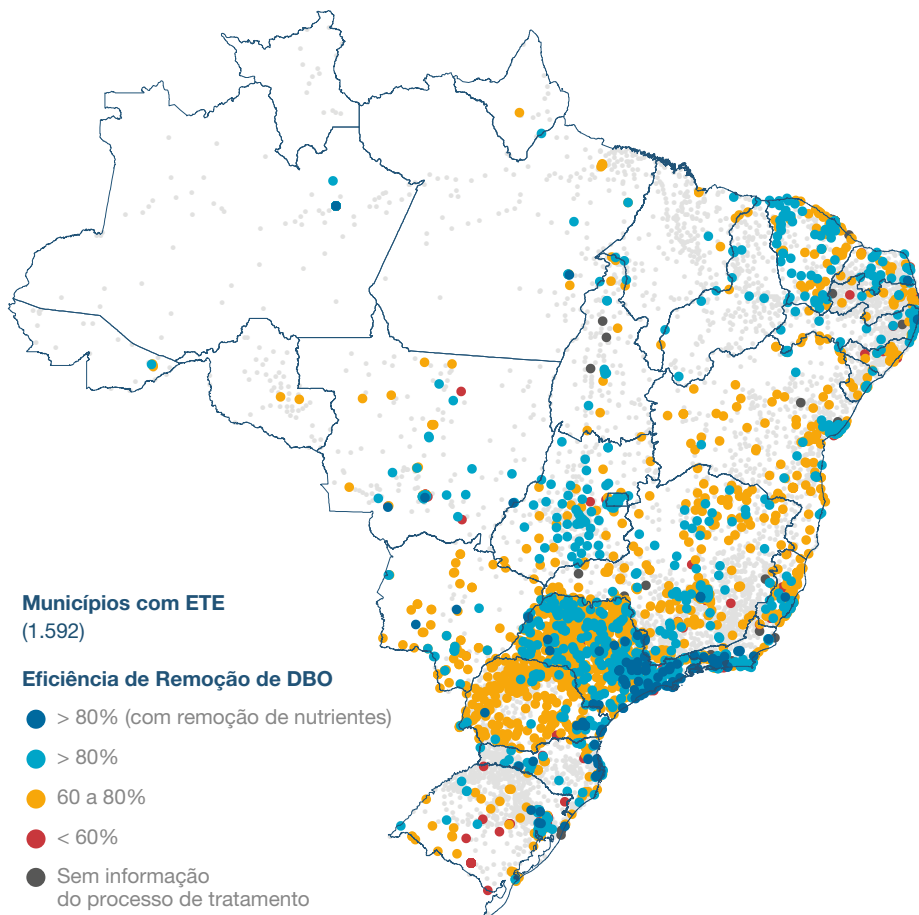 Municípios com ETE
(1.592)
Eficiência de Remoção de DBO
> 80% (com remoção de nutrientes)
> 80%
60 a 80%
< 60%
Sem informação
do processo de tratamento